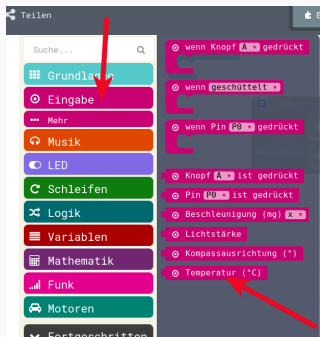 Teilen
Suche...
Grundlagen
Eingabe
Mehr
Musik
LED
Schleifen
Logik
Variablen
Mathematik
Funk
Motoren
Fortgeschritten
wenn Knopf A gedrückt
wenn geschüttelt
wenn Pin P0 gedrückt
Knopf A ist gedrückt
Pin P0 ist gedrückt
Beschleunigung (mg) x
Lichtstärke
Kompassausrichtung (°)
Temperatur (°C)